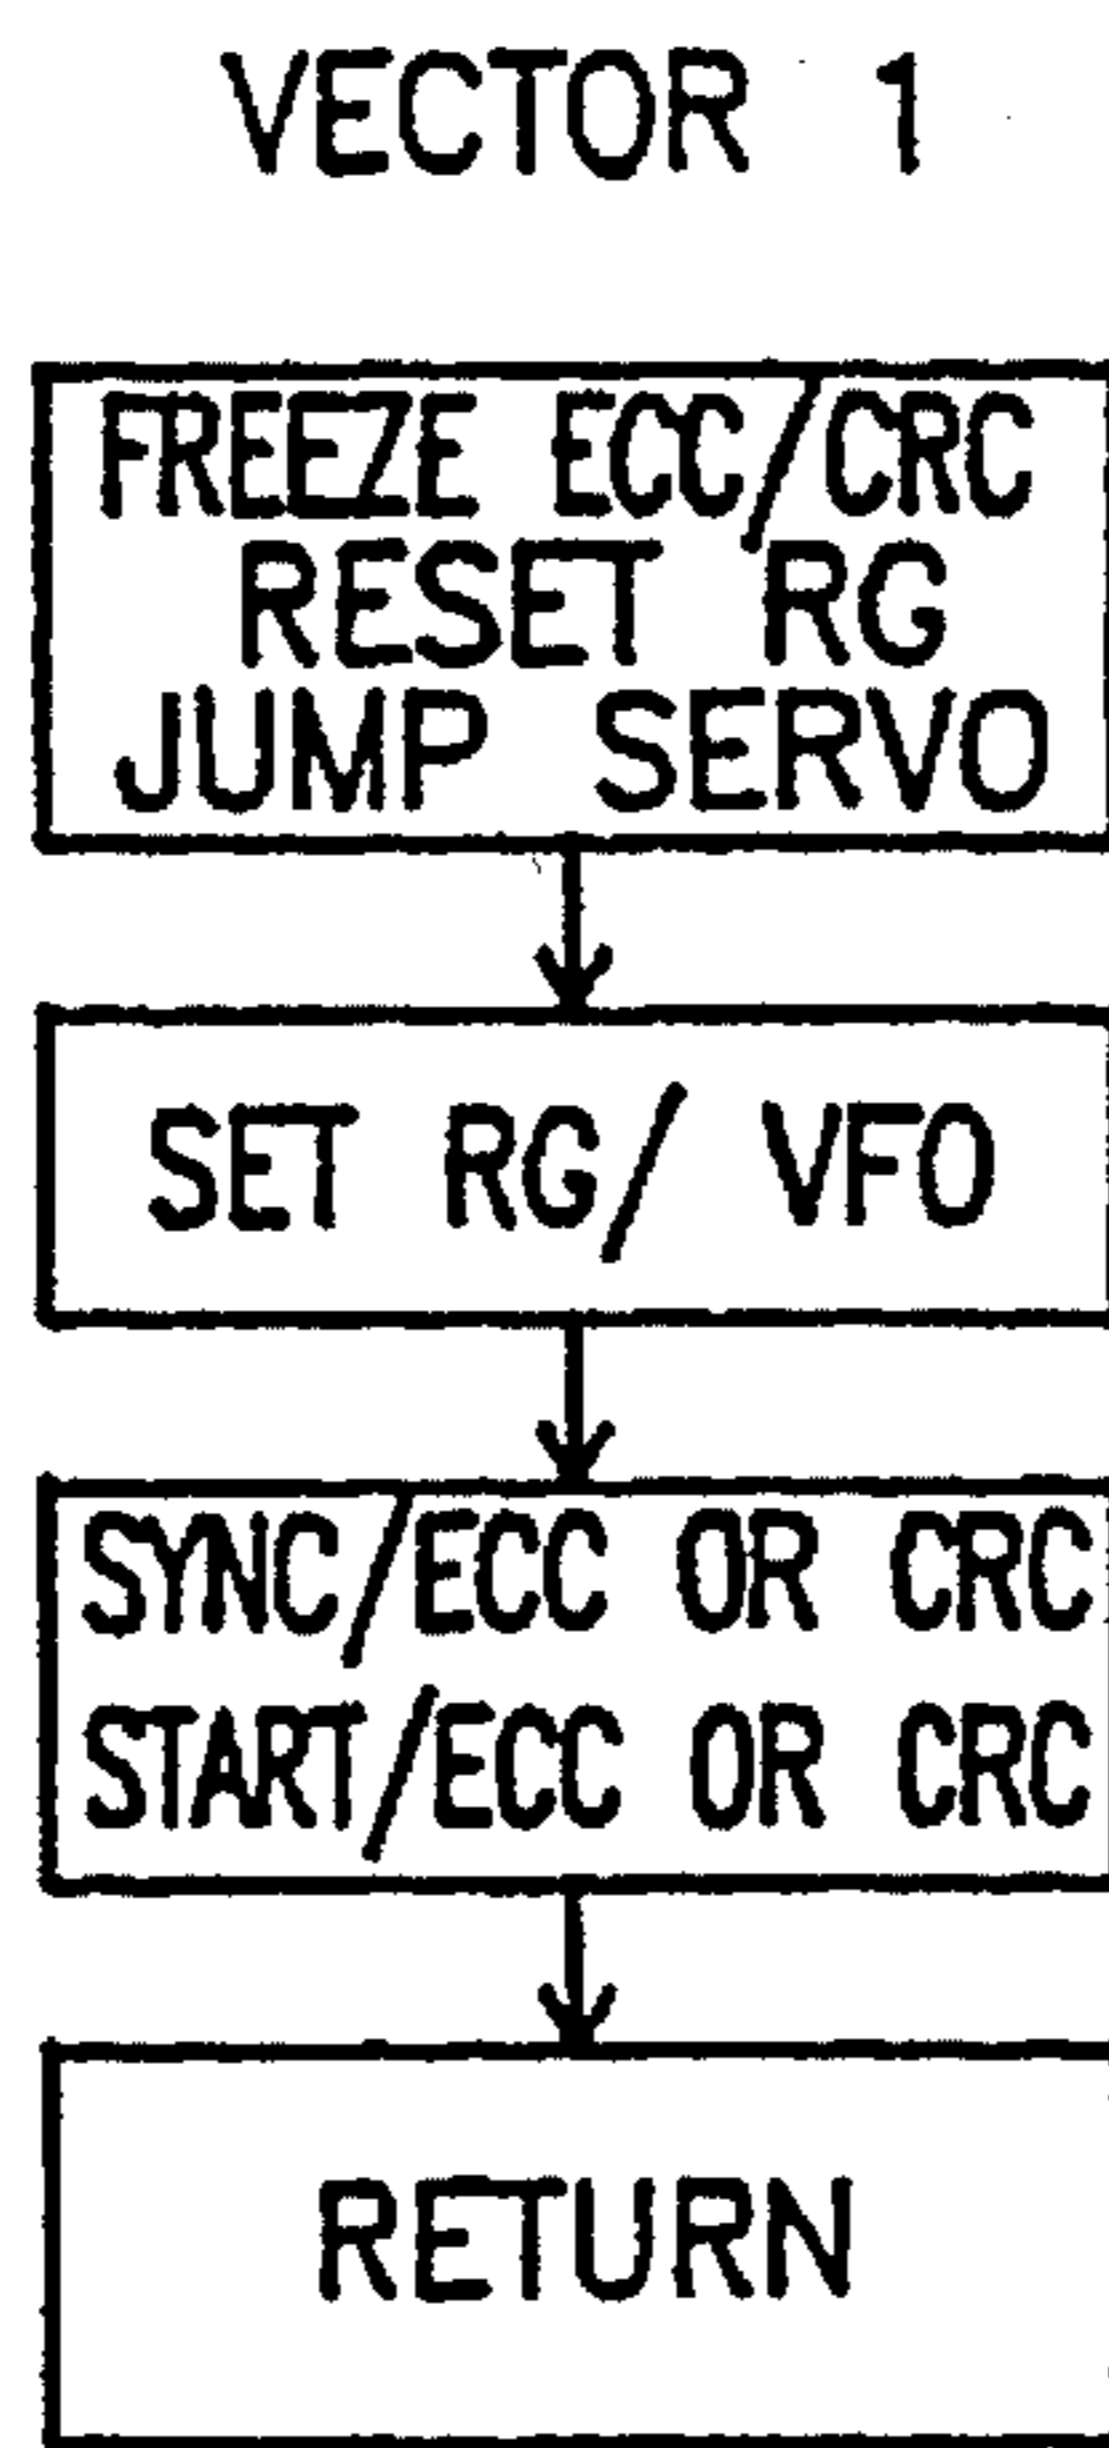 VECTOR 1
FREEZE ECC/CRC
RESET RG
JUMP SERVO
SET RG/ VFO
SYNC/ECC OR CRC
START/ECC OR CRC
RETURN